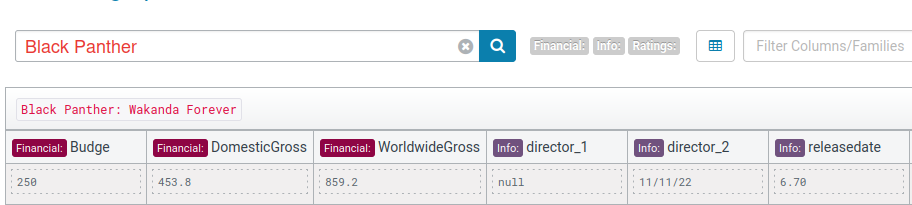 Black Panther
Financial: Info: Ratings: Filter Columns/Families
Black Panther: Wakanda Forever
Financial: Budge Financial: DomesticGross Financial: WorldwideGross Info: director_1 Info: director_2 Info: releasedate
250 453.8 859.2 null 11/11/22 6.70